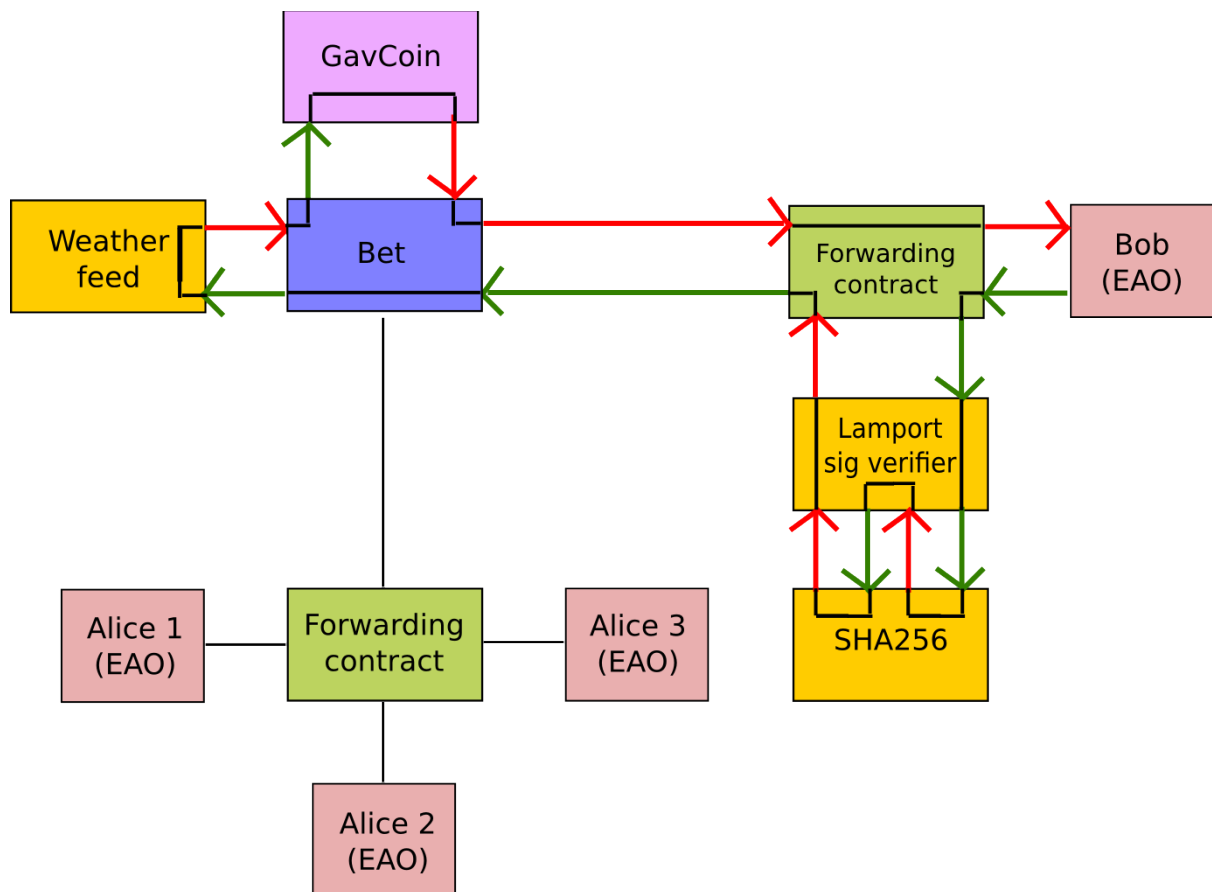 GavCoin
Weather
feed
Bet
Forwarding
contract
Bob
(EAO)
Lamport
sig verifier
SHA256
Alice 1
(EAO)
Forwarding
contract
Alice 3
(EAO)
Alice 2
(EAO)